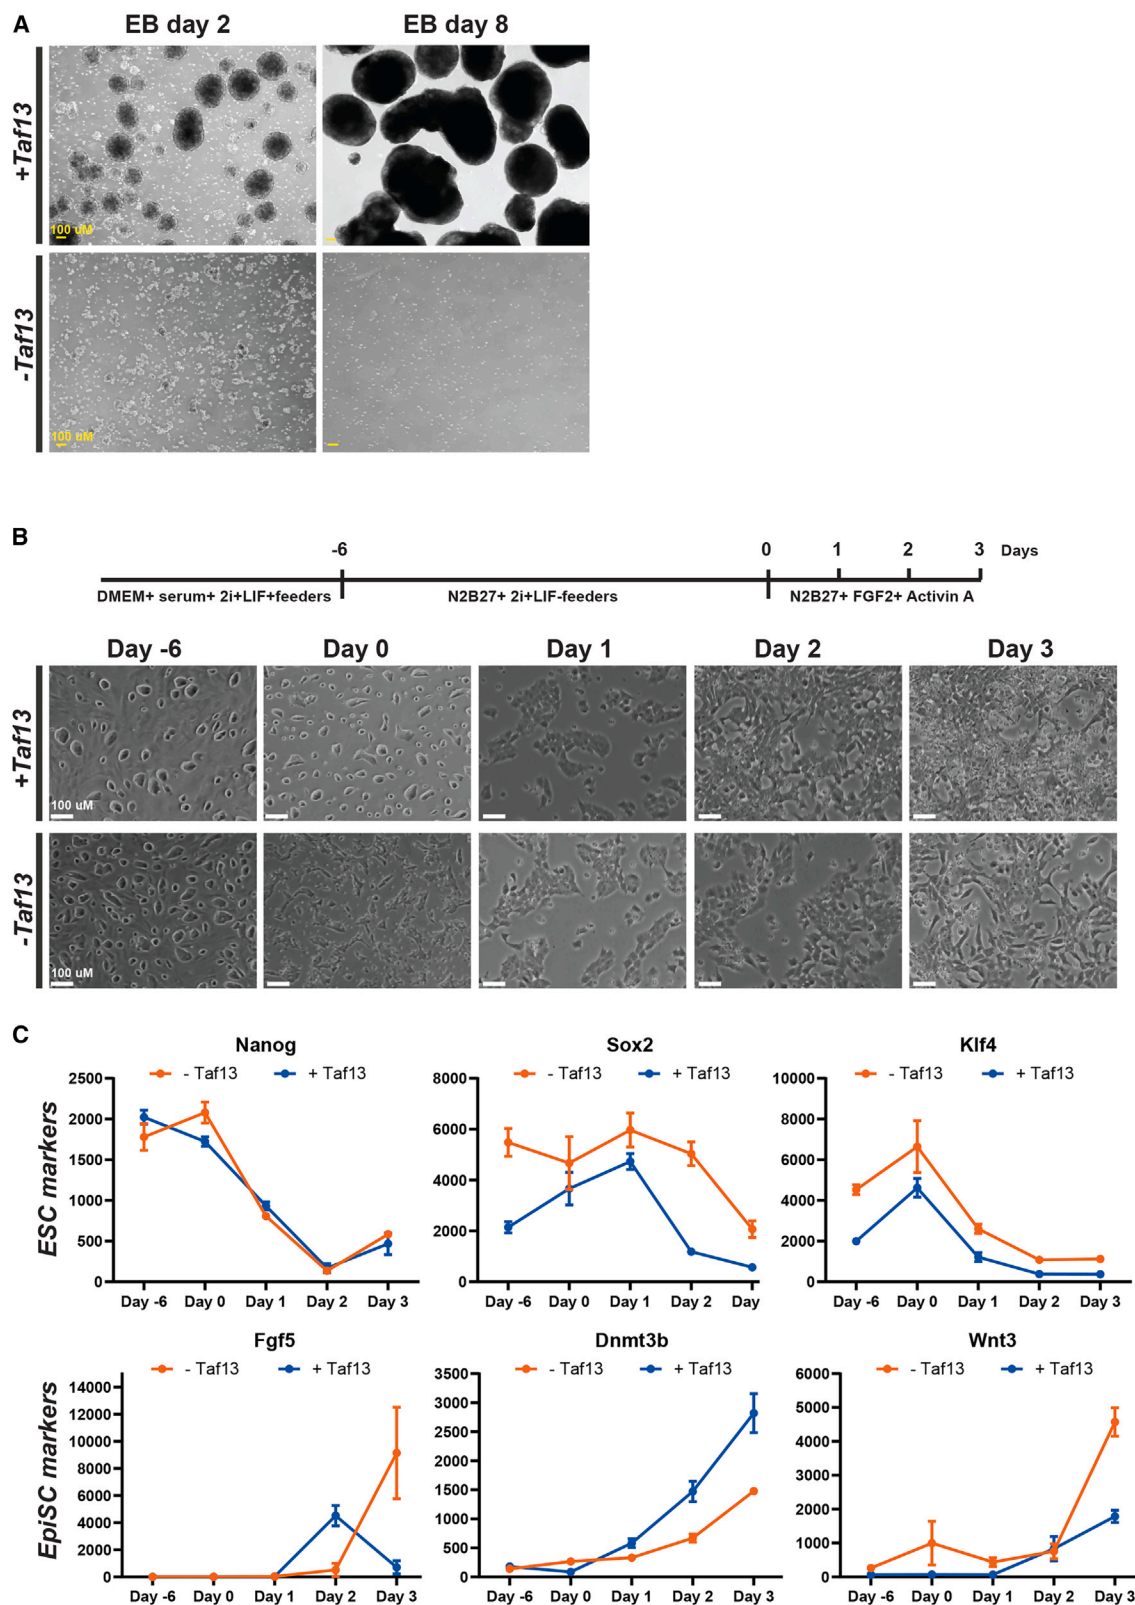 A
EB day 2
EB day 8
+Taf13
100 uM
-Taf13
100 uM
B
-6
0
1
2
3
Days
DMEM+ serum+ 2i+LIF+feeders
N2B27+ 2i+LIF-feeders
N2B27+ FGF2+ Activin A
Day -6
Day 0
Day 1
Day 2
Day 3
+Taf13
100 uM
-Taf13
100 uM
C
ESC markers
Nanog
- Taf13
+ Taf13
2500
2000
1500
1000
500
0
Day -6
Day 0
Day 1
Day 2
Day 3
Sox2
- Taf13
+ Taf13
8000
6000
4000
2000
0
Day -6
Day 0
Day 1
Day 2
Day
Klf4
- Taf13
+ Taf13
10000
8000
6000
4000
2000
0
Day -6
Day 0
Day 1
Day 2
Day 3
EpiSC markers
Fgf5
- Taf13
+ Taf13
14000
12000
10000
8000
6000
4000
2000
0
Day -6
Day 0
Day 1
Day 2
Day 3
Dnmt3b
- Taf13
+ Taf13
3500
3000
2500
2000
1500
1000
500
0
Day -6
Day 0
Day 1
Day 2
Day 3
Wnt3
- Taf13
+ Taf13
6000
5000
4000
3000
2000
1000
0
Day -6
Day 0
Day 1
Day 2
Day 3